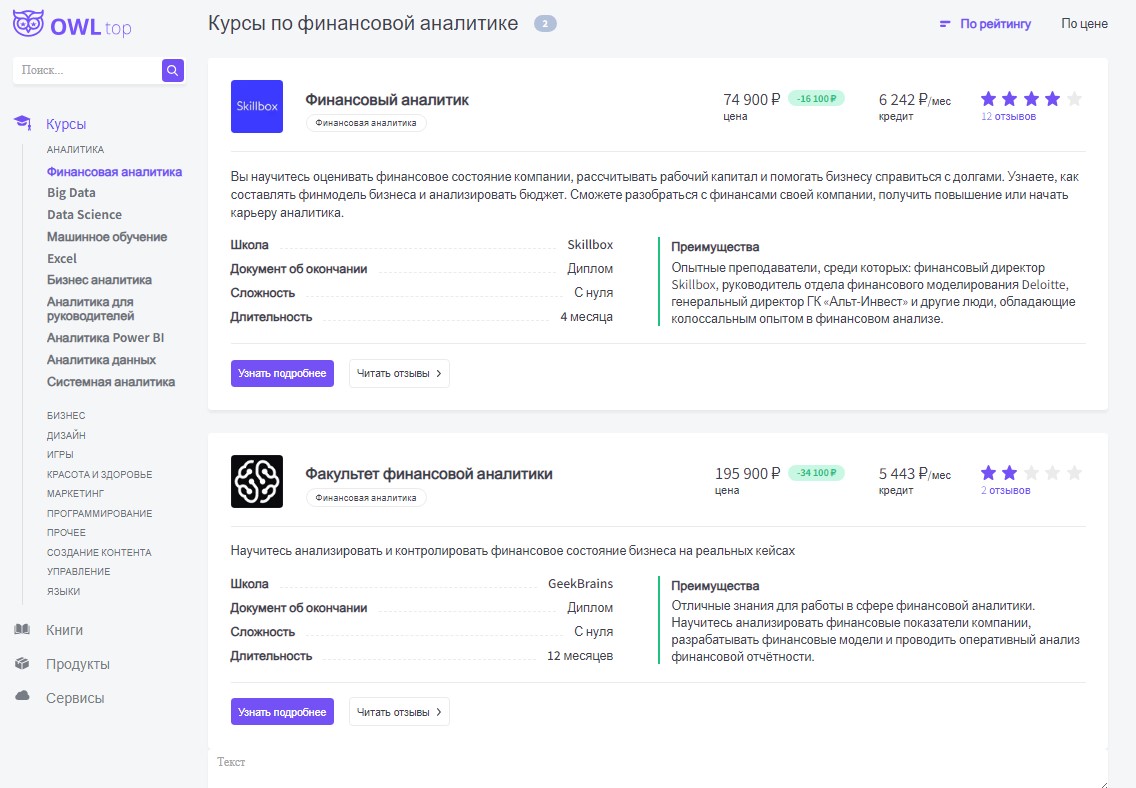 OWL top
Поиск...
Курсы
АНАЛИТИКА
Финансовая аналитика
Big Data
Data Science
Машинное обучение
Excel
Бизнес аналитика
Аналитика для
руководителей
Аналитика Power BI
Аналитика данных
Системная аналитика
БИЗНЕС
ДИЗАЙН
ИГРЫ
КРАСОТА И ЗДОРОВЬЕ
МАРКЕТИНГ
ПРОГРАММИРОВАНИЕ
ПРОЧЕЕ
СОЗДАНИЕ КОНТЕНТА
УПРАВЛЕНИЕ
ЯЗЫКИ
Книги
Продукты
Сервисы
Курсы по финансовой аналитике 2
По рейтингу По цене
Skillbox
Финансовый аналитик
Финансовая аналитика
74 900 ₽ -16 100 ₽
цена
6 242 ₽/мес
кредит
12 отзывов
Вы научитесь оценивать финансовое состояние компании, рассчитывать рабочий капитал и помогать бизнесу справиться с долгами. Узнаете, как
составлять финмодель бизнеса и анализировать бюджет. Сможете разобраться с финансами своей компании, получить повышение или начать
карьеру аналитика.
Школа Skillbox
Документ об окончании Диплом
Сложность С нуля
Длительность 4 месяца
Преимущества
Опытные преподаватели, среди которых: финансовый директор
Skillbox, руководитель отдела финансового моделирования Deloitte,
генеральный директор ГК «Альт-Инвест» и другие люди, обладающие
колоссальным опытом в финансовом анализе.
Узнать подробнее Читать отзывы
Факультет финансовой аналитики
Финансовая аналитика
195 900 ₽ -34 100 ₽
цена
5 443 ₽/мес
кредит
2 отзывов
Научитесь анализировать и контролировать финансовое состояние бизнеса на реальных кейсах
Школа GeekBrains
Документ об окончании Диплом
Сложность С нуля
Длительность 12 месяцев
Преимущества
Отличные знания для работы в сфере финансовой аналитики.
Научитесь анализировать финансовые показатели компании,
разрабатывать финансовые модели и проводить оперативный анализ
финансовой отчётности.
Узнать подробнее Читать отзывы
Текст